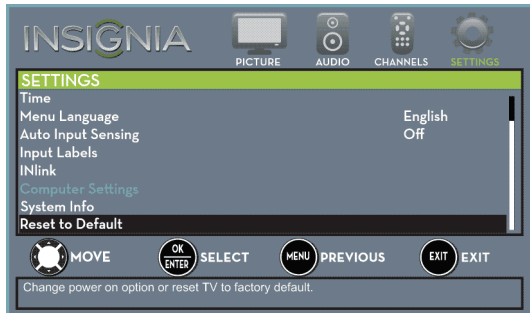 INSIGNIA
PICTURE AUDIO CHANNELS SETTINGS
SETTINGS
Time
Menu Language English
Auto Input Sensing Off
Input Labels
INlink
Computer Settings
System Info
Reset to Default
MOVE OK ENTER SELECT MENU PREVIOUS EXIT EXIT
Change power on option or reset TV to factory default.